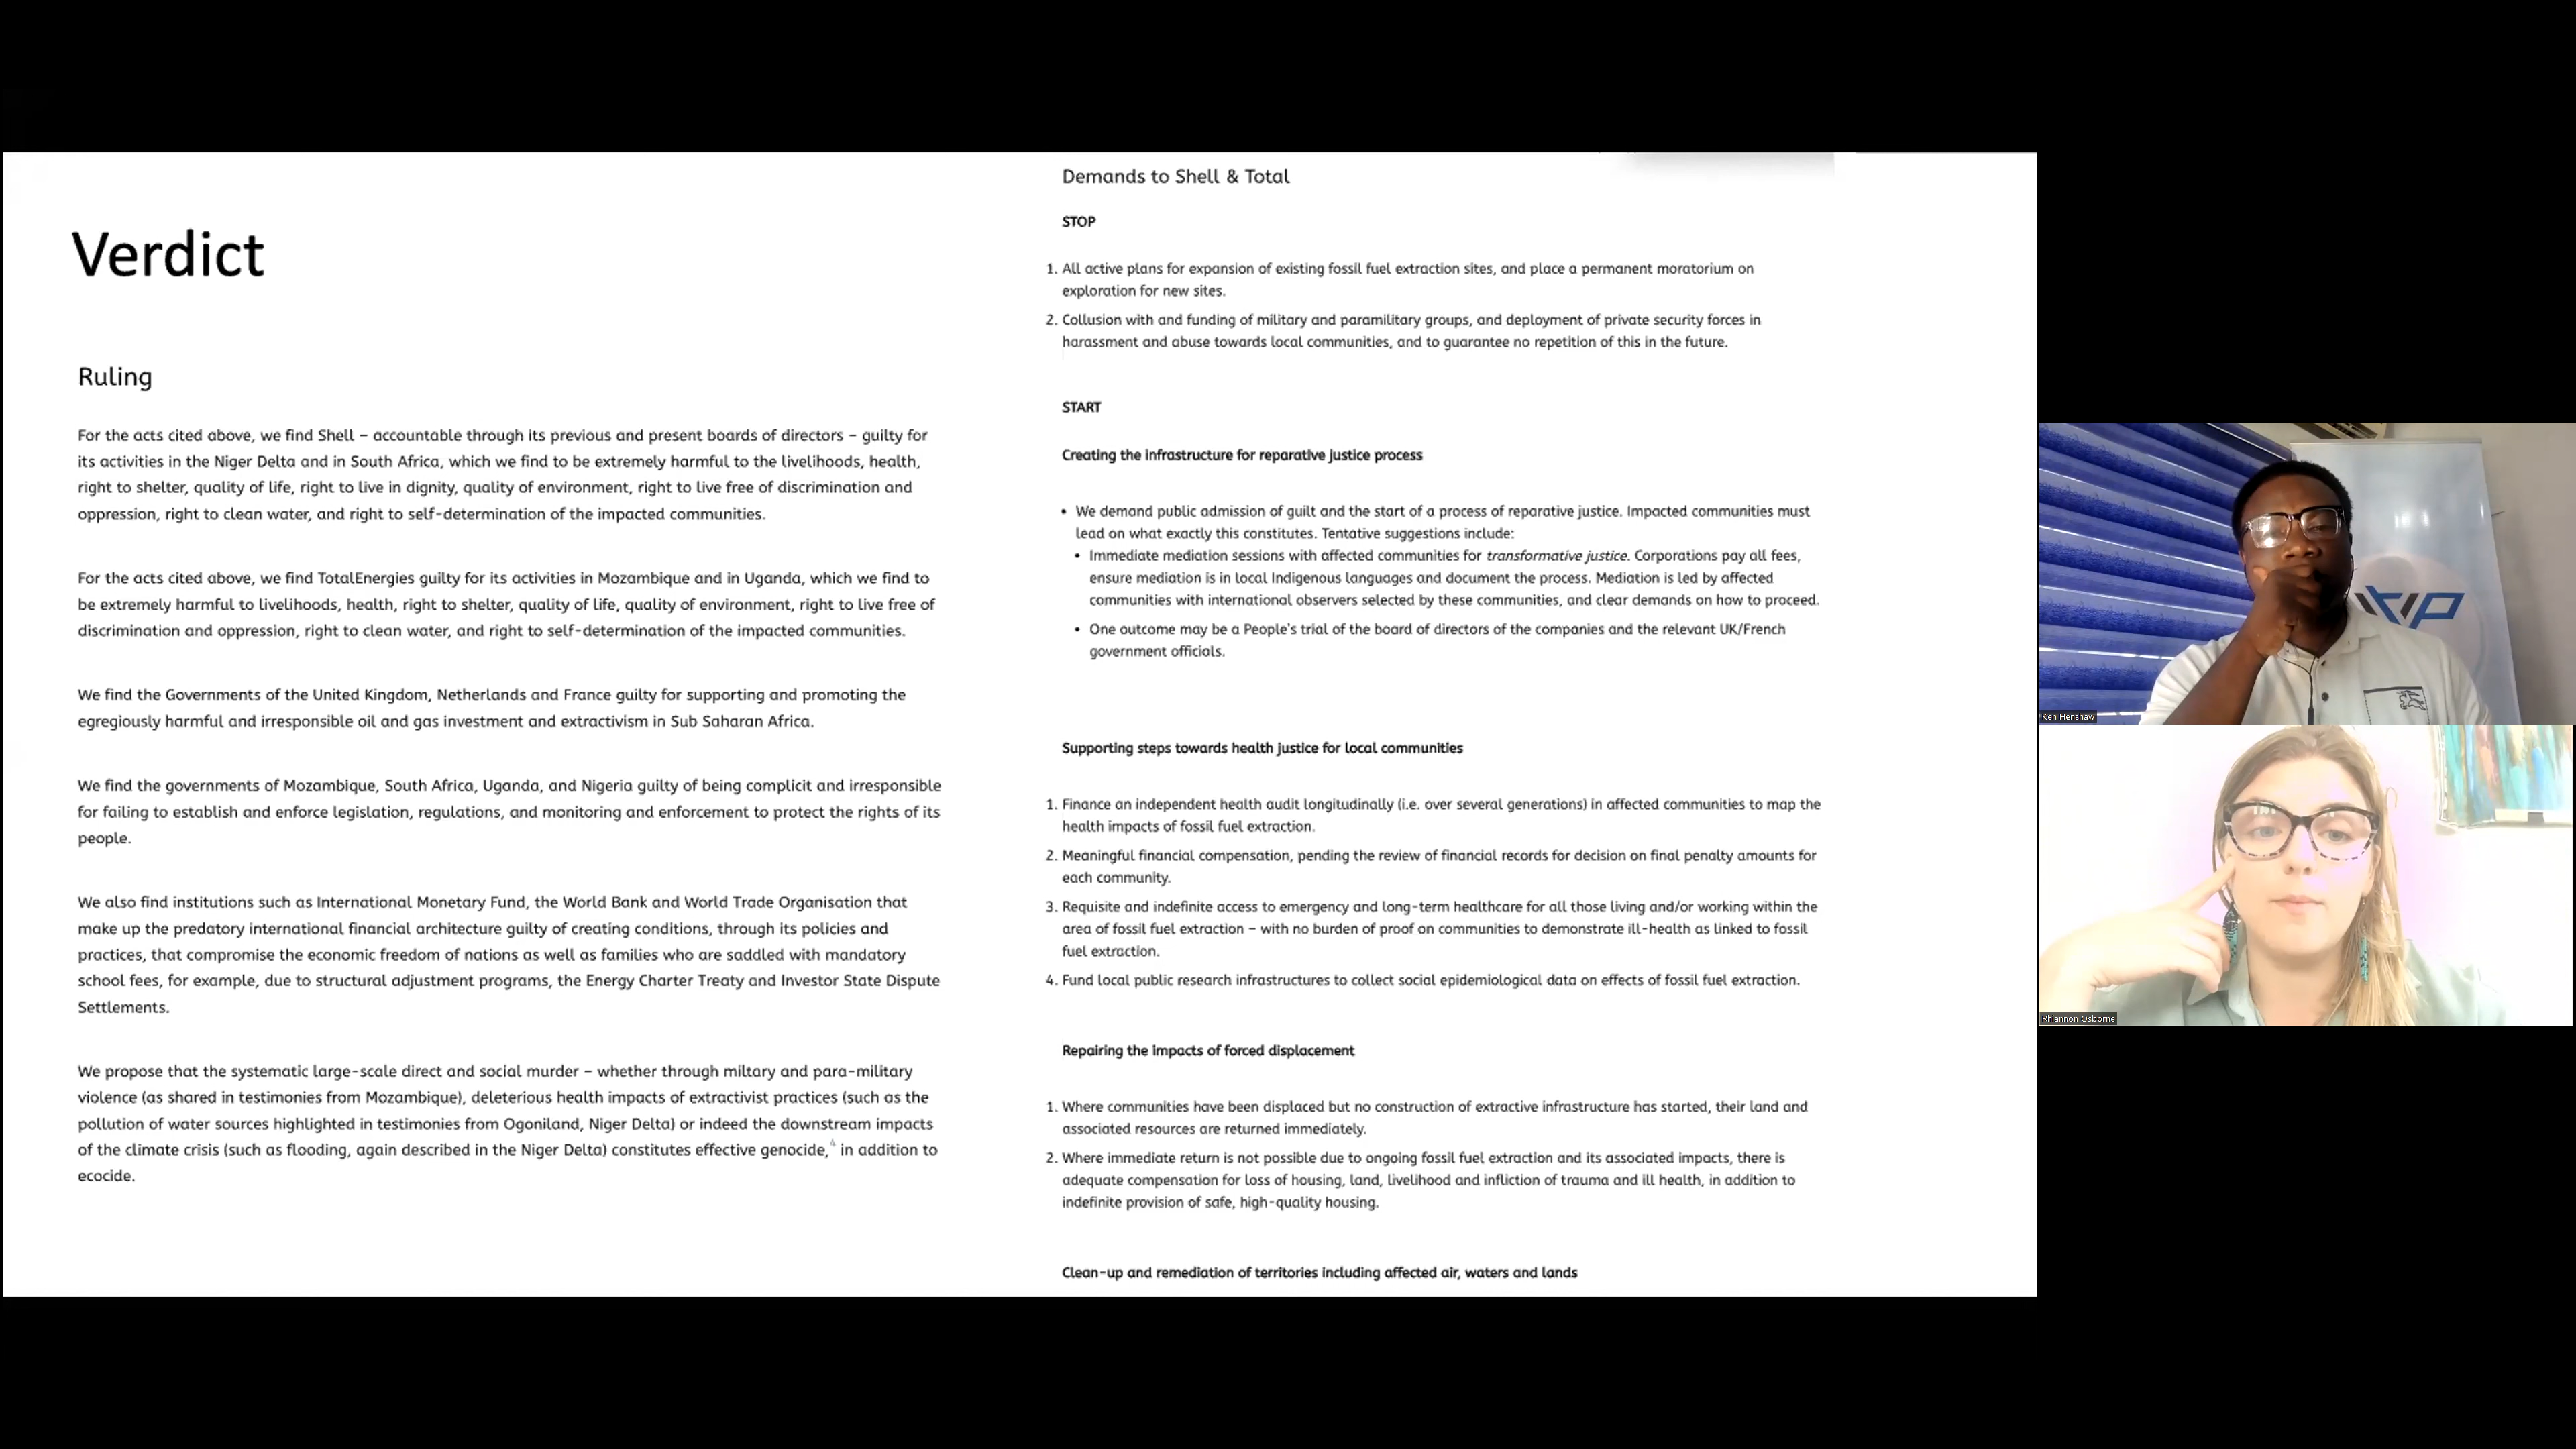 Verdict
Ruling
For the acts cited above, we find Shell – accountable through its previous and present boards of directors – guilty for
its activities in the Niger Delta and in South Africa, which we find to be extremely harmful to the livelihoods, health,
right to shelter, quality of life, right to live in dignity, quality of environment, right to live free of discrimination and
oppression, right to clean water, and right to self-determination of the impacted communities.
For the acts cited above, we find TotalEnergies guilty for its activities in Mozambique and in Uganda, which we find to
be extremely harmful to livelihoods, health, right to shelter, quality of life, quality of environment, right to live free of
discrimination and oppression, right to clean water, and right to self-determination of the impacted communities.
We find the Governments of the United Kingdom, Netherlands and France guilty for supporting and promoting the
egregiously harmful and irresponsible oil and gas investment and extractivism in Sub Saharan Africa.
We find the governments of Mozambique, South Africa, Uganda, and Nigeria guilty of being complicit and irresponsible
for failing to establish and enforce legislation, regulations, and monitoring and enforcement to protect the rights of its
people.
We also find institutions such as International Monetary Fund, the World Bank and World Trade Organisation that
make up the predatory international financial architecture guilty of creating conditions, through its policies and
practices, that compromise the economic freedom of nations as well as families who are saddled with mandatory
school fees, for example, due to structural adjustment programs, the Energy Charter Treaty and Investor State Dispute
Settlements.
We propose that the systematic large-scale direct and social murder – whether through miltary and para-military
violence (as shared in testimonies from Mozambique), deleterious health impacts of extractivist practices (such as the
pollution of water sources highlighted in testimonies from Ogoniland, Niger Delta) or indeed the downstream impacts
of the climate crisis (such as flooding, again described in the Niger Delta) constitutes effective genocide,4 in addition to
ecocide.
Demands to Shell & Total
STOP
1. All active plans for expansion of existing fossil fuel extraction sites, and place a permanent moratorium on
exploration for new sites.
2. Collusion with and funding of military and paramilitary groups, and deployment of private security forces in
harassment and abuse towards local communities, and to guarantee no repetition of this in the future.
START
Creating the infrastructure for reparative justice process
• We demand public admission of guilt and the start of a process of reparative justice. Impacted communities must
lead on what exactly this constitutes. Tentative suggestions include:
• Immediate mediation sessions with affected communities for transformative justice. Corporations pay all fees,
ensure mediation is in local Indigenous languages and document the process. Mediation is led by affected
communities with international observers selected by these communities, and clear demands on how to proceed.
• One outcome may be a People's trial of the board of directors of the companies and the relevant UK/French
government officials.
Supporting steps towards health justice for local communities
1. Finance an independent health audit longitudinally (i.e. over several generations) in affected communities to map the
health impacts of fossil fuel extraction.
2. Meaningful financial compensation, pending the review of financial records for decision on final penalty amounts for
each community.
3. Requisite and indefinite access to emergency and long-term healthcare for all those living and/or working within the
area of fossil fuel extraction – with no burden of proof on communities to demonstrate ill-health as linked to fossil
fuel extraction.
4. Fund local public research infrastructures to collect social epidemiological data on effects of fossil fuel extraction.
Repairing the impacts of forced displacement
1. Where communities have been displaced but no construction of extractive infrastructure has started, their land and
associated resources are returned immediately.
2. Where immediate return is not possible due to ongoing fossil fuel extraction and its associated impacts, there is
adequate compensation for loss of housing, land, livelihood and infliction of trauma and ill health, in addition to
indefinite provision of safe, high-quality housing.
Clean-up and remediation of territories including affected air, waters and lands
Ken Henshaw
Rhiannon Osborne